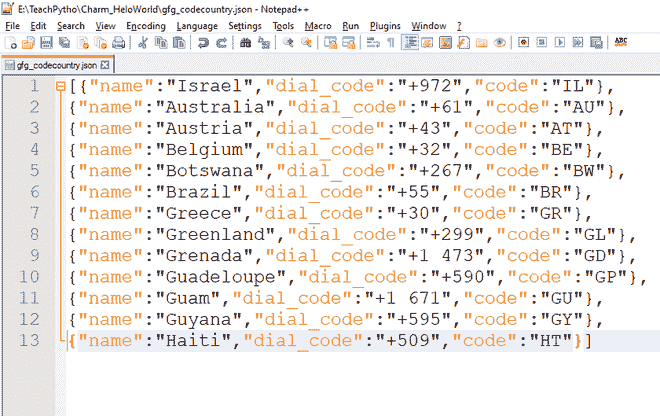 E:\TeachPytho\Charm_HeloWorld\gfg_codecountry.json - Notepad++
File Edit Search View Encoding Language Settings Tools Macro Run Plugins Window ?
ABC
gfg_codecountry.json
1 [{"name":"Israel","dial_code":"+972","code":"IL"},
2 {"name":"Australia","dial_code":"+61","code":"AU"},
3 {"name":"Austria","dial_code":"+43","code":"AT"},
4 {"name":"Belgium","dial_code":"+32","code":"BE"},
5 {"name":"Botswana","dial_code":"+267","code":"BW"},
6 {"name":"Brazil","dial_code":"+55","code":"BR"},
7 {"name":"Greece","dial_code":"+30","code":"GR"},
8 {"name":"Greenland","dial_code":"+299","code":"GL"},
9 {"name":"Grenada","dial_code":"+1 473","code":"GD"},
10 {"name":"Guadeloupe","dial_code":"+590","code":"GP"},
11 {"name":"Guam","dial_code":"+1 671","code":"GU"},
12 {"name":"Guyana","dial_code":"+595","code":"GY"},
13 {"name":"Haiti","dial_code":"+509","code":"HT"}]